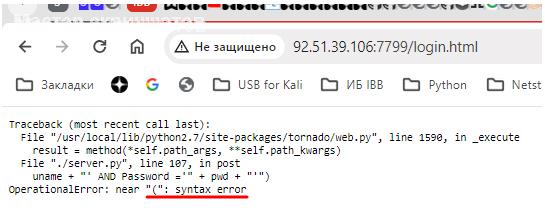 Мастер скриншотов
IBB
Не защищено
92.51.39.106:7799/login.html
Закладки
USB for Kali
ИБ IBB
Python
Netst
Traceback (most recent call last):
File "/usr/local/lib/python2.7/site-packages/tornado/web.py", line 1590, in _execute
result = method(*self.path_args, **self.path_kwargs)
File "./server.py", line 107, in post
uname + "' AND Password ='" + pwd + "'")
OperationalError: near "(": syntax error